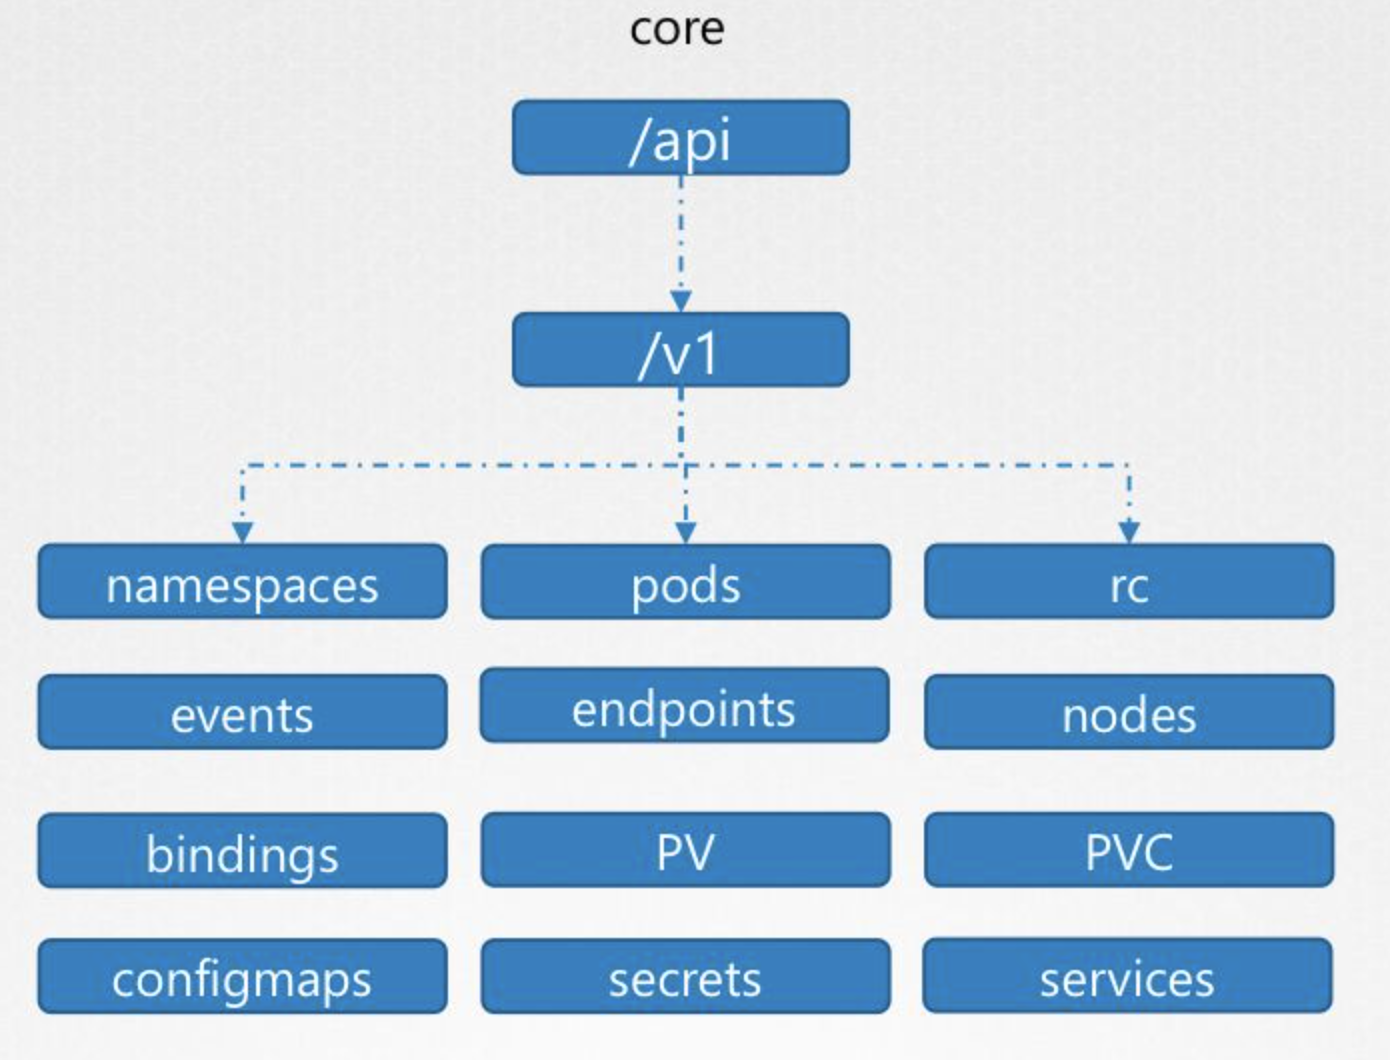 core
/api
/v1
namespaces
pods
rc
events
endpoints
nodes
bindings
PV
PVC
configmaps
secrets
services